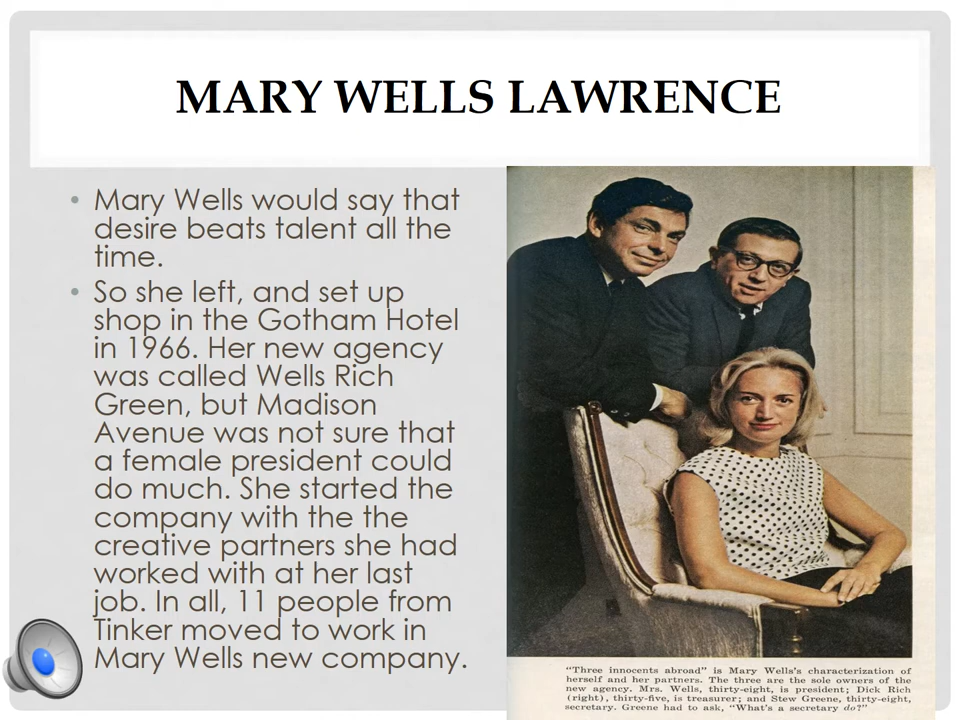 MARY WELLS LAWRENCE
• Mary Wells would say that
desire beats talent all the
time.
• So she left, and set up
shop in the Gotham Hotel
in 1966. Her new agency
was called Wells Rich
Green, but Madison
Avenue was not sure that
a female president could
do much. She started the
company with the the
creative partners she had
worked with at her last
job. In all, 11 people from
Tinker moved to work in
Mary Wells new company.
“Three innocents abroad” is Mary Wells’s characterization of
herself and her partners. The three are the sole owners of the
new agency. Mrs. Wells, thirty-eight, is president; Dick Rich
(right), thirty-five, is treasurer; and Stew Greene, thirty-eight,
secretary. Greene had to ask, “What’s a secretary do?”